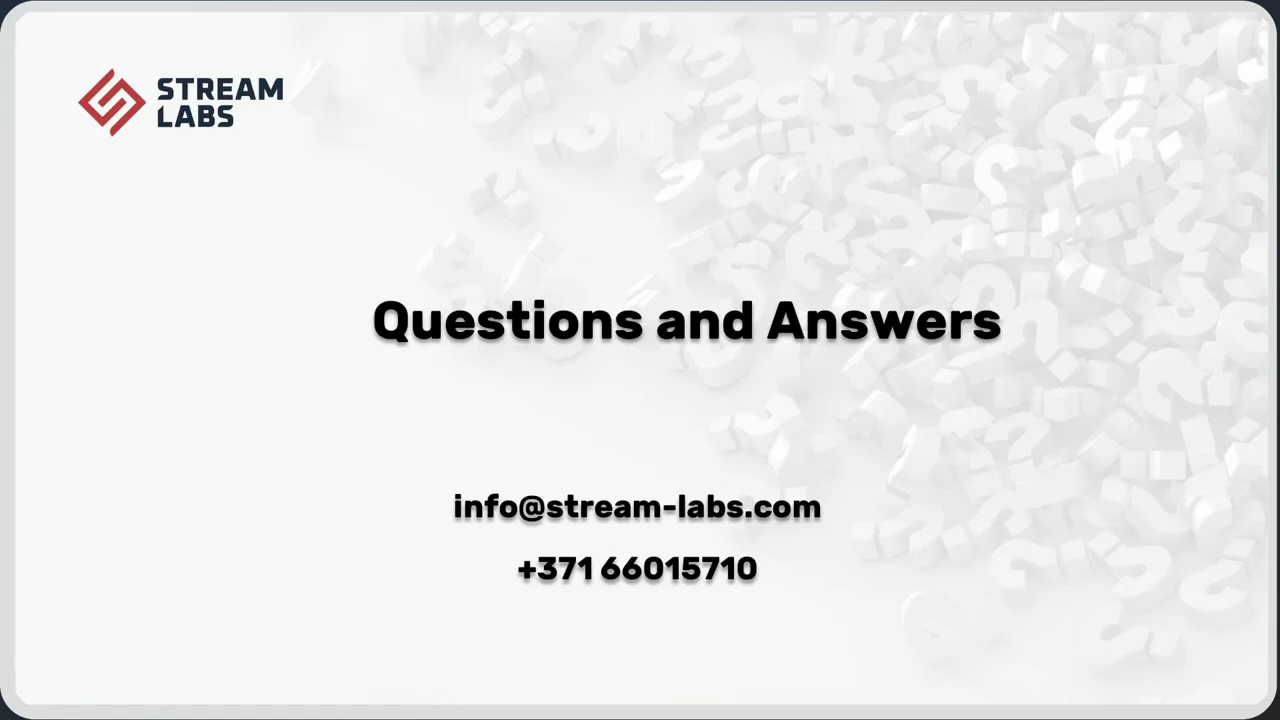 STREAM
LABS
Questions and Answers
info@stream-labs.com
+371 66015710